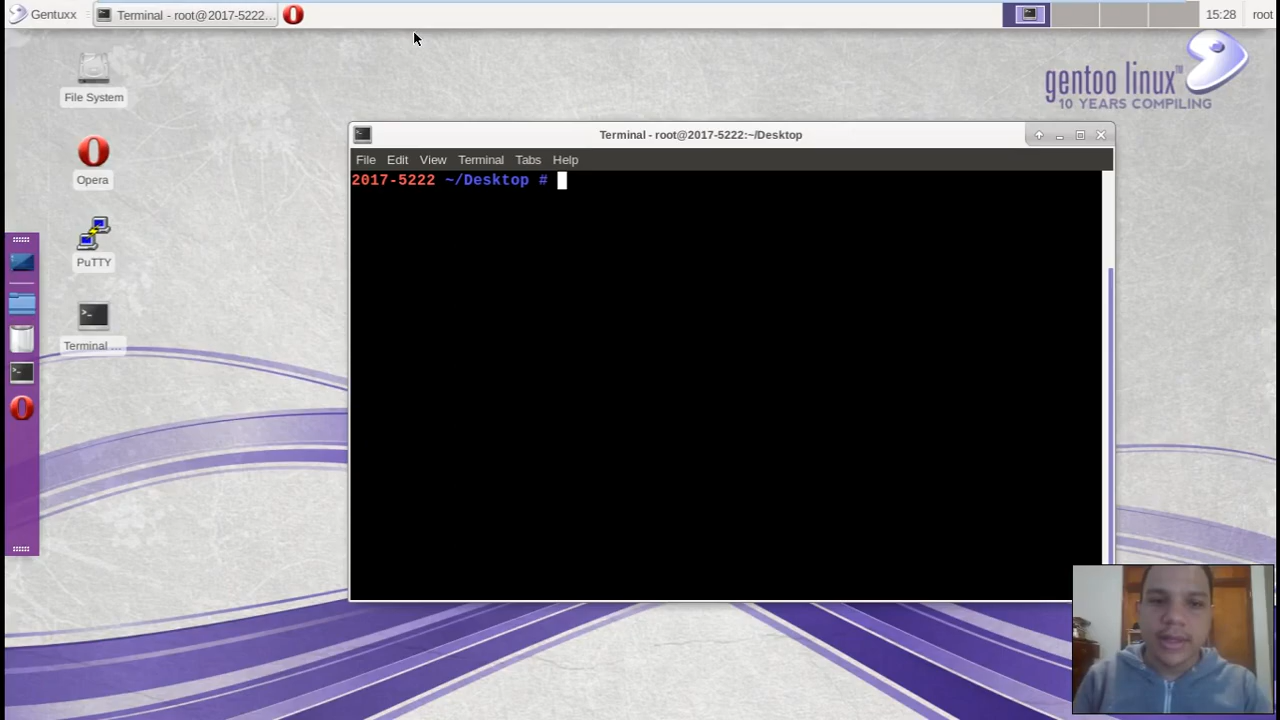 Gentuxx
Terminal - root@2017-5222...
15:28
root
File System
Opera
PuTTY
Terminal ...
gentoo linux™
10 YEARS COMPILING
Terminal - root@2017-5222:~/Desktop
File Edit View Terminal Tabs Help
2017-5222 ~/Desktop #